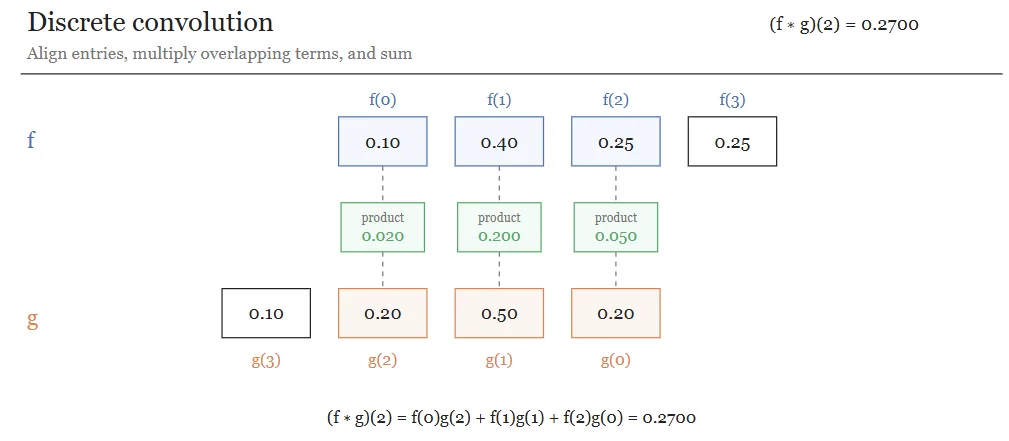 Discrete convolution
(f * g)(2) = 0.2700
Align entries, multiply overlapping terms, and sum
f(0) f(1) f(2) f(3)
f 0.10 0.40 0.25 0.25
product product product
0.020 0.200 0.050
g 0.10 0.20 0.50 0.20
g(3) g(2) g(1) g(0)
(f * g)(2) = f(0)g(2) + f(1)g(1) + f(2)g(0) = 0.2700